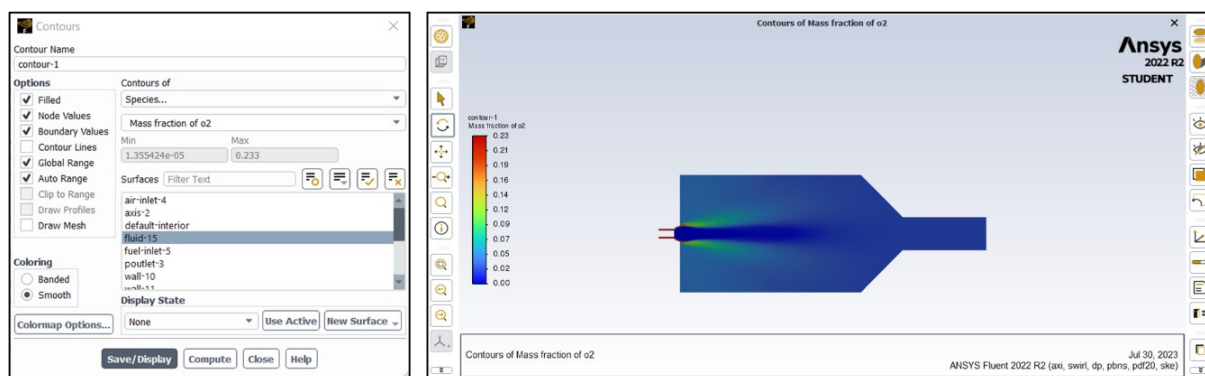 Contours
Contour Name
contour-1
Options
Filled
Node Values
Boundary Values
Contour Lines
Global Range
Auto Range
Clip to Range
Draw Profiles
Draw Mesh
Coloring
Banded
Smooth
Colormap Options...
Contours of
Species...
Mass fraction of o2
Min Max
1.355424e-05 0.233
Surfaces Filter Text
air-inlet-4
axis-2
default-interior
fluid-15
fuel-inlet-5
poutlet-3
wall-10
wall-11
Display State
None Use Active New Surface
Save/Display Compute Close Help
Contours of Mass fraction of o2
Ansys
2022 R2
STUDENT
contour-1
Mass fraction of o2
0.23
0.21
0.19
0.16
0.14
0.12
0.09
0.07
0.05
0.02
0.00
Contours of Mass fraction of o2
Jul 30, 2023
ANSYS Fluent 2022 R2 (axi, swirl, dp, pbns, pdf20, ske)